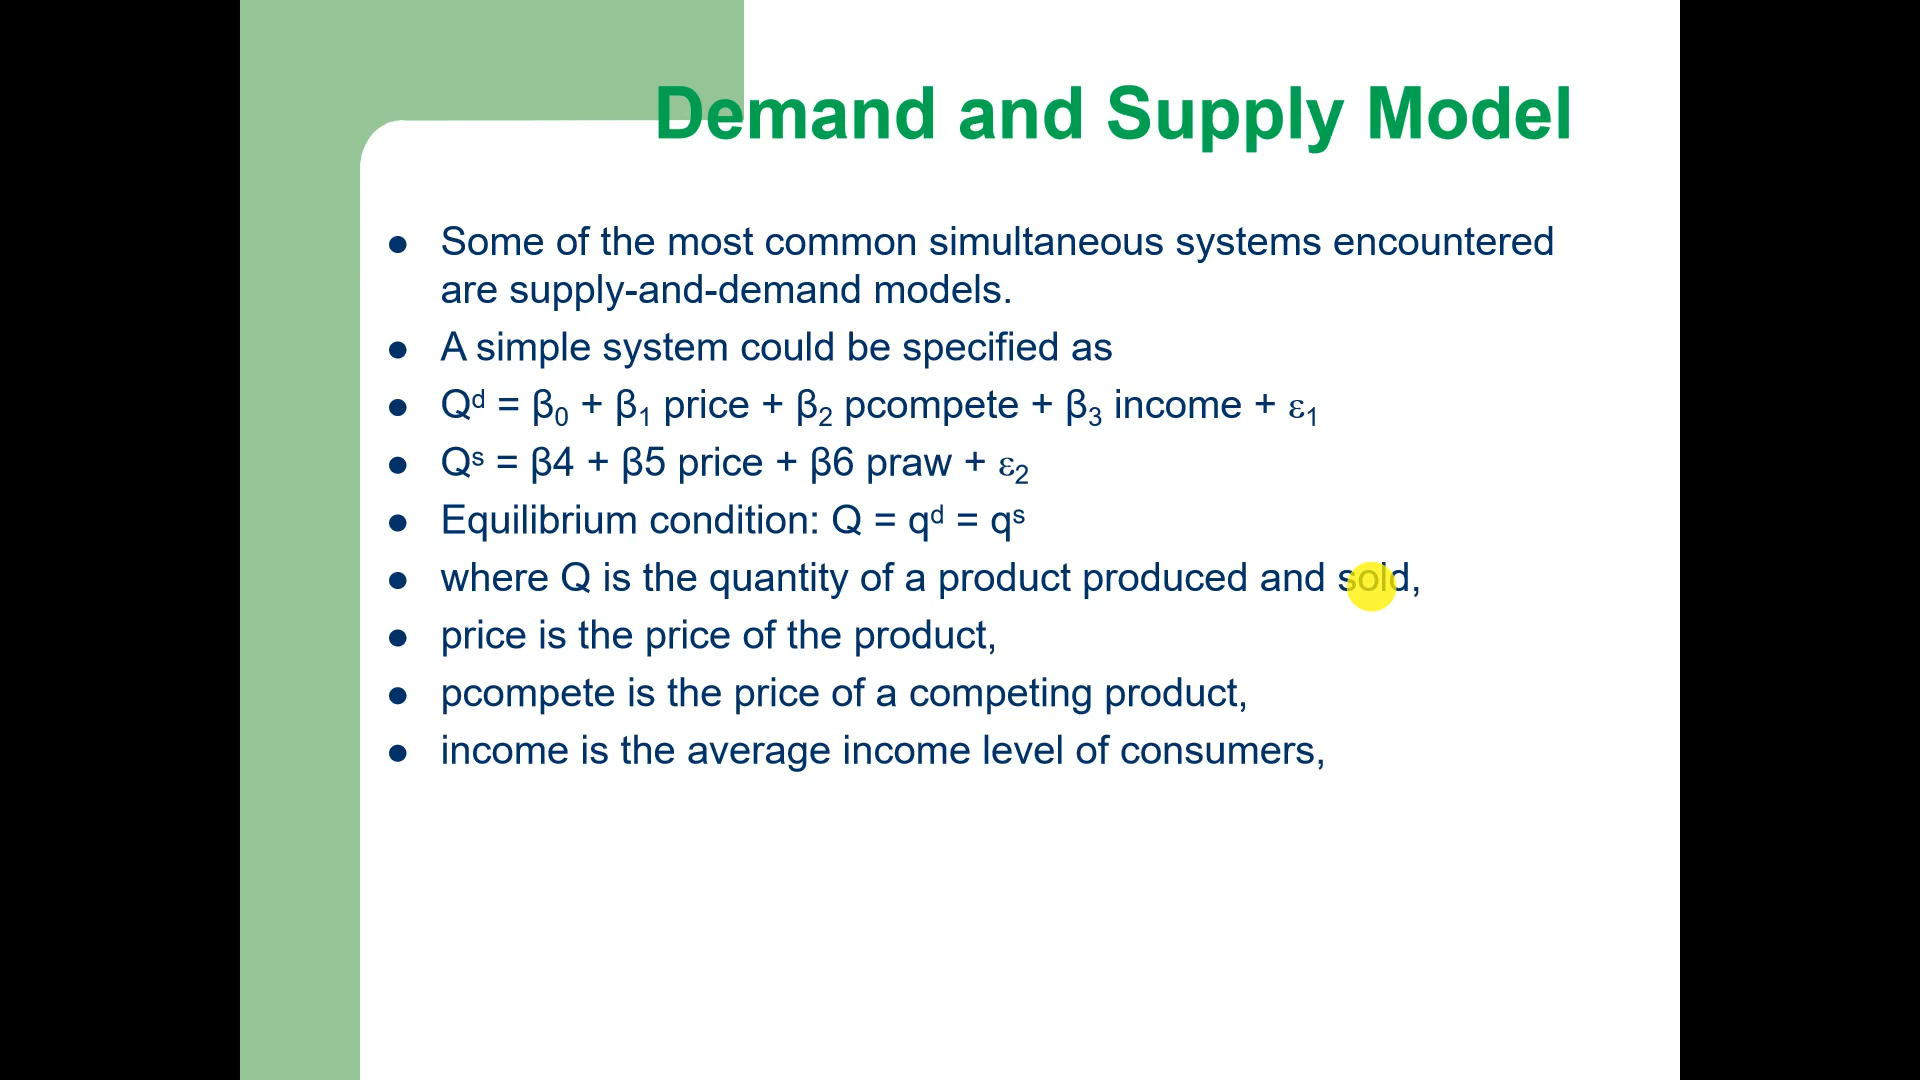 Demand and Supply Model
● Some of the most common simultaneous systems encountered
are supply-and-demand models.
● A simple system could be specified as
● Qᵈ = β₀ + β₁ price + β₂ pcompete + β₃ income + ε₁
● Qˢ = β4 + β5 price + β6 praw + ε₂
● Equilibrium condition: Q = qᵈ = qˢ
● where Q is the quantity of a product produced and sold,
● price is the price of the product,
● pcompete is the price of a competing product,
● income is the average income level of consumers,